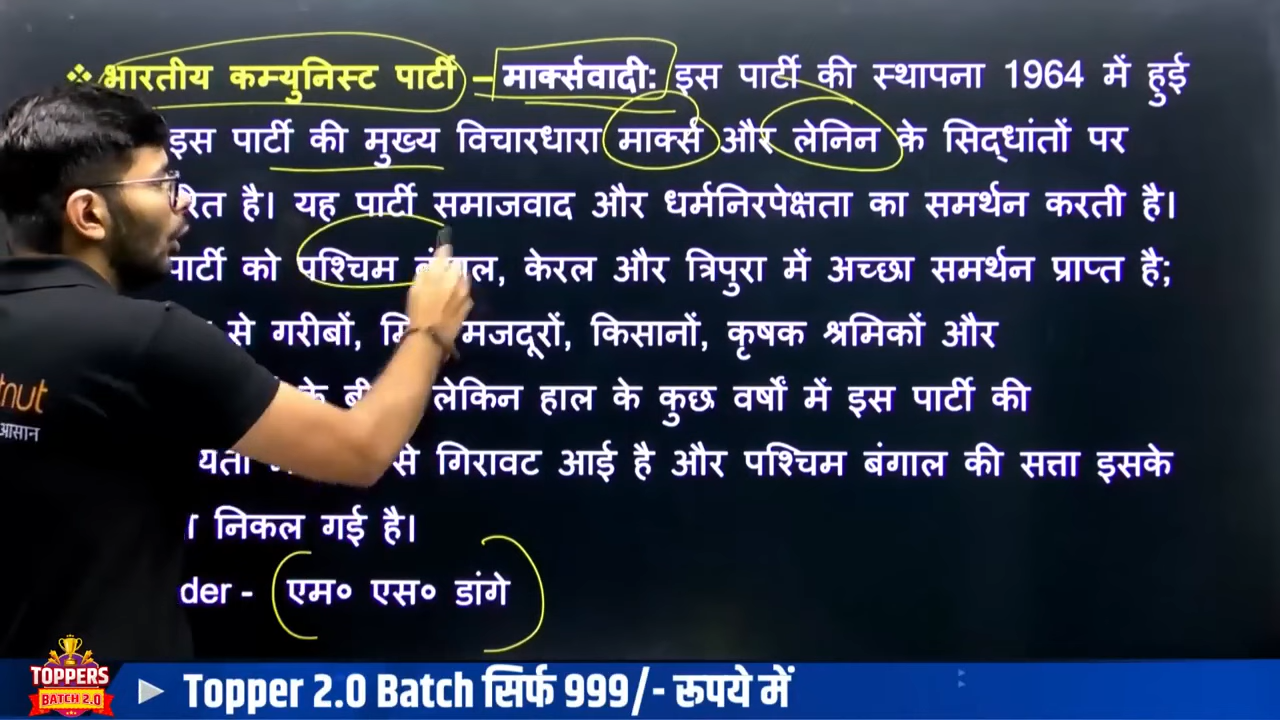 ❖ भारतीय कम्युनिस्ट पार्टी – मार्क्सवादी: इस पार्टी की स्थापना 1964 में हुई
इस पार्टी की मुख्य विचारधारा मार्क्स और लेनिन के सिद्धांतों पर
है। यह पार्टी समाजवाद और धर्मनिरपेक्षता का समर्थन करती है।
पार्टी को पश्चिम बंगाल, केरल और त्रिपुरा में अच्छा समर्थन प्राप्त है;
से गरीबों, मजदूरों, किसानों, कृषक श्रमिकों और
के लेकिन हाल के कुछ वर्षों में इस पार्टी की
से गिरावट आई है और पश्चिम बंगाल की सत्ता इसके
निकल गई है।
der - एम० एस० डांगे
nut
आसान
TOPPERS
BATCH 2.0
Topper 2.0 Batch सिर्फ 999/- रूपये में